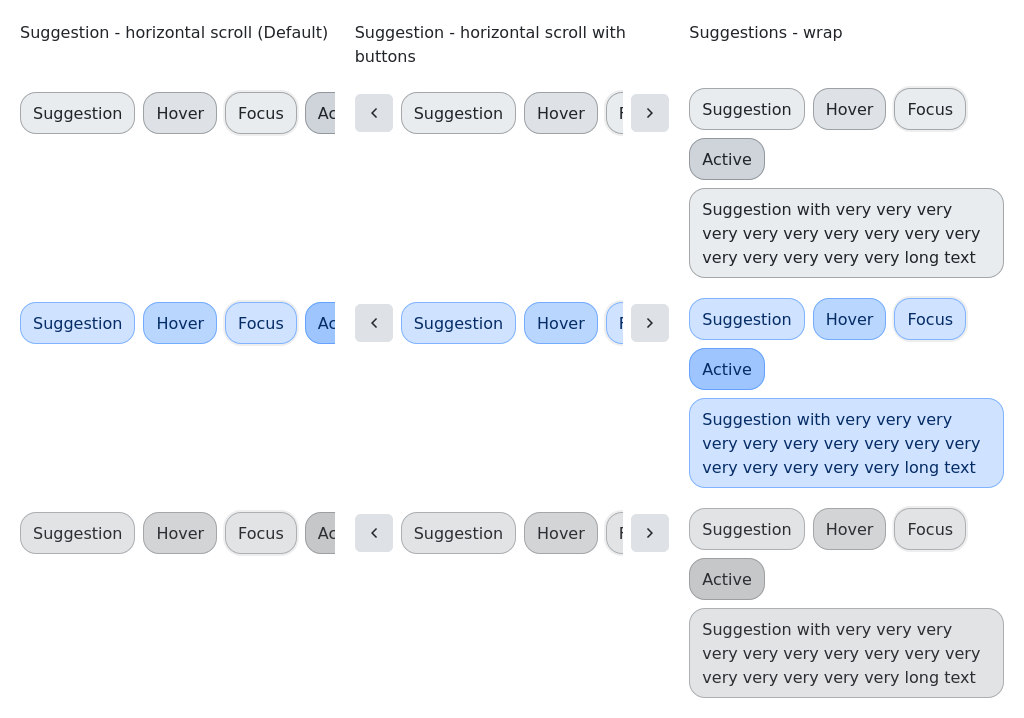 Suggestion - horizontal scroll (Default)
Suggestion - horizontal scroll with
buttons
Suggestions - wrap
Suggestion Hover Focus Ac
Suggestion Hover F
Suggestion Hover Focus
Active
Suggestion with very very very
very very very very very very very
very very very very very long text
Suggestion Hover Focus Ac
Suggestion Hover F
Suggestion Hover Focus
Active
Suggestion with very very very
very very very very very very very
very very very very very long text
Suggestion Hover Focus Ac
Suggestion Hover F
Suggestion Hover Focus
Active
Suggestion with very very very
very very very very very very very
very very very very very long text